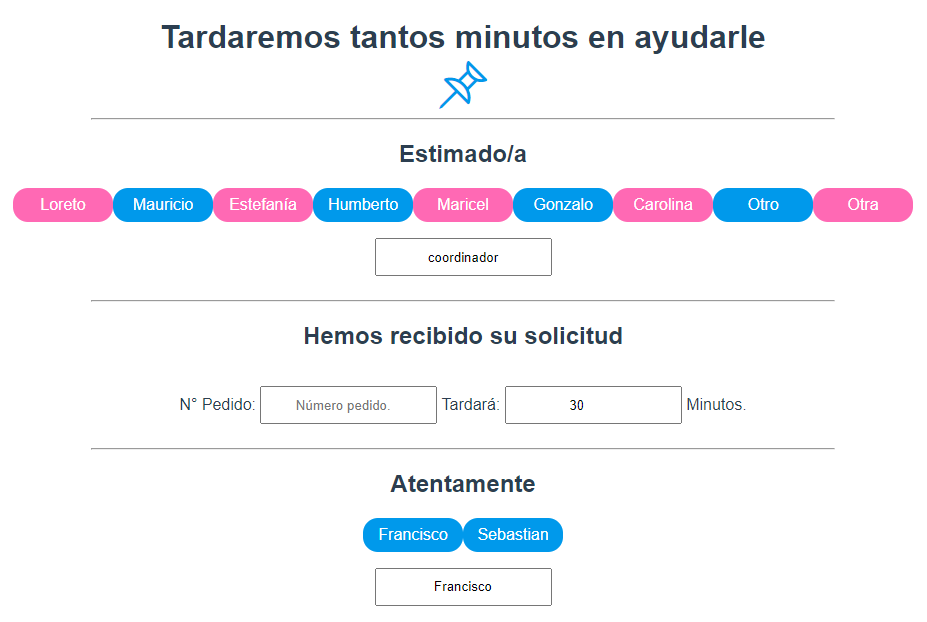 Tardaremos tantos minutos en ayudarle
Estimado/a
Loreto Mauricio Estefanía Humberto Maricel Gonzalo Carolina Otro Otra
coordinador
Hemos recibido su solicitud
N° Pedido: Número pedido. Tardará: 30 Minutos.
Atentamente
Francisco Sebastian
Francisco